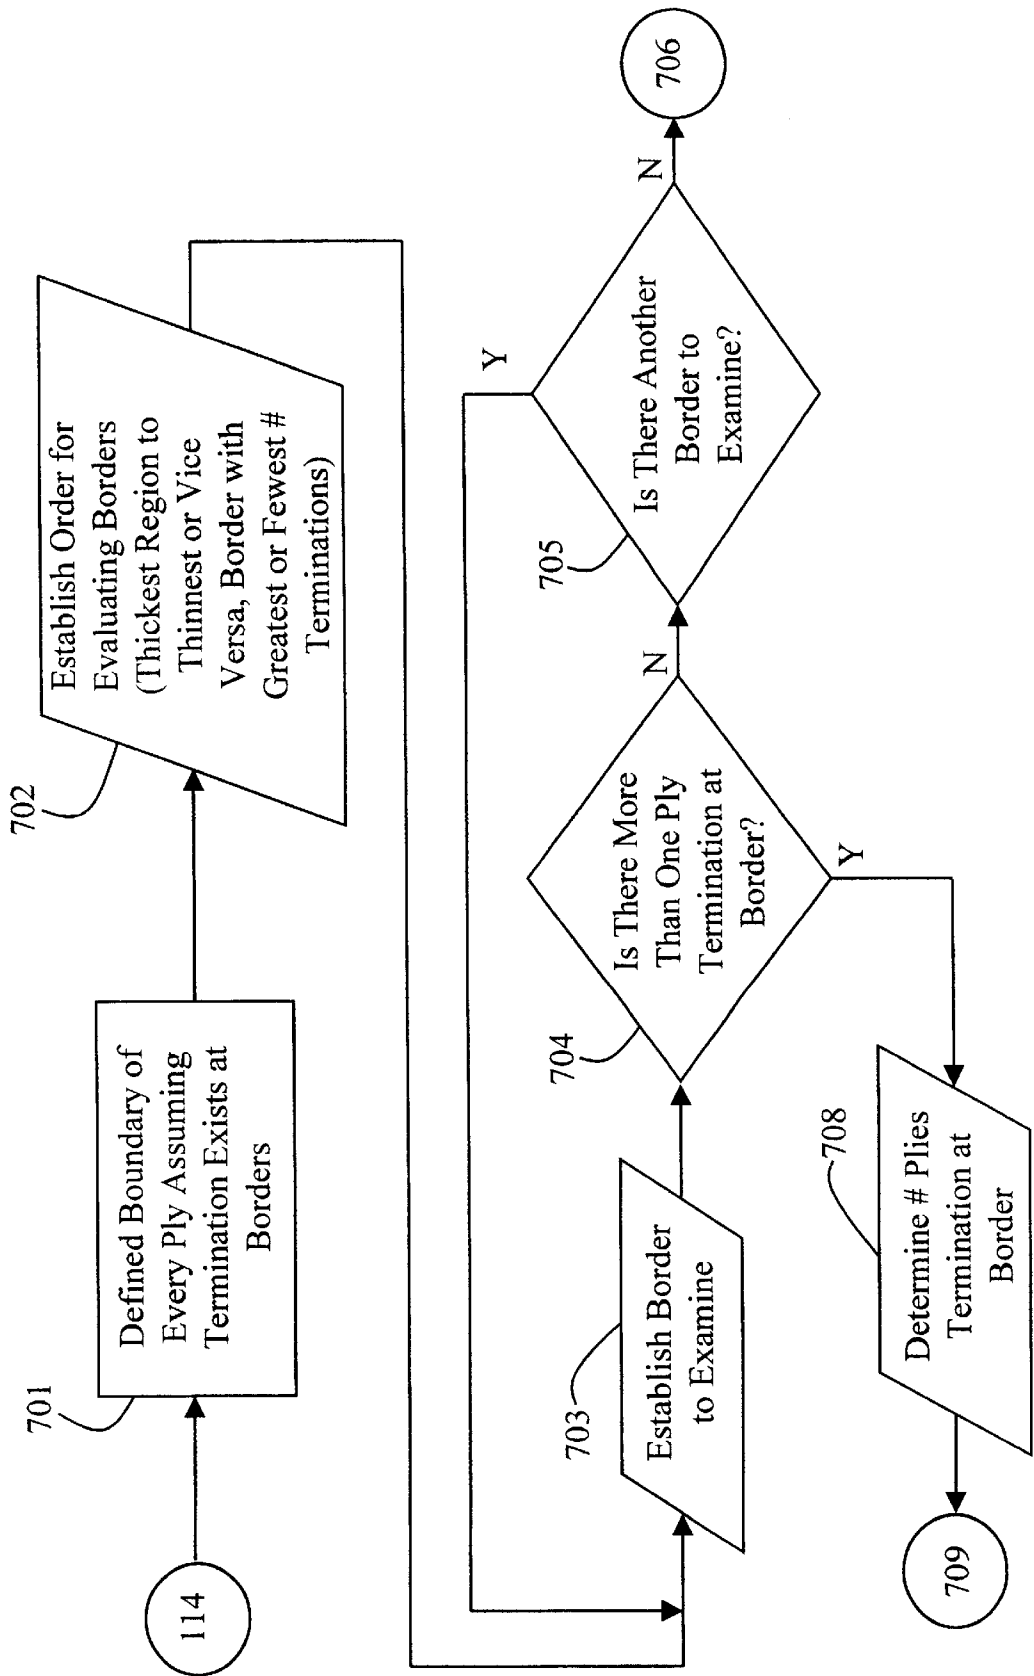 114
701
Defined Boundary of
Every Ply Assuming
Termination Exists at
Borders
702
Establish Order for
Evaluating Borders
(Thickest Region to
Thinnest or Vice
Versa, Border with
Greatest or Fewest #
Terminations)
703
Establish Border
to Examine
704
Is There More
Than One Ply
Termination at
Border?
N
Y
705
Is There Another
Border to
Examine?
Y
N
706
708
Determine # Plies
Termination at
Border
709